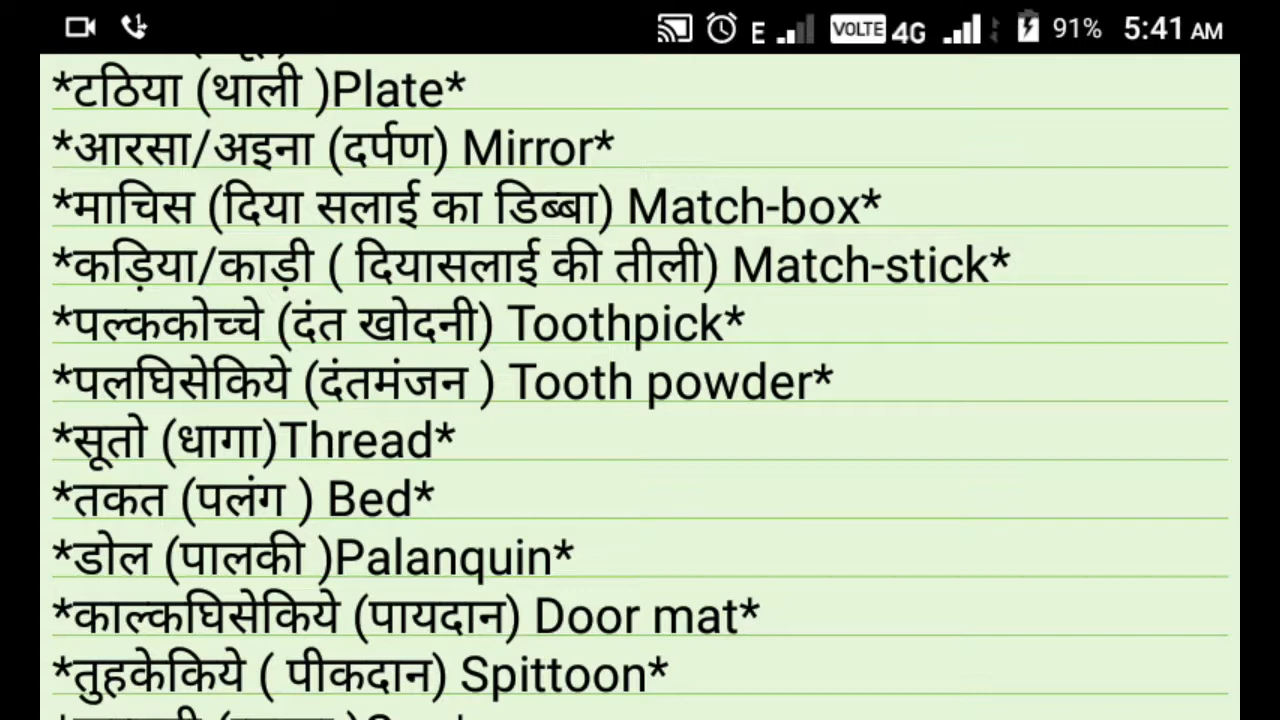 E VOLTE 4G 91% 5:41 AM
*टठिया (थाली )Plate*
*आरसा/अइना (दर्पण) Mirror*
*माचिस (दिया सलाई का डिब्बा) Match-box*
*कड़िया/काड़ी ( दियासलाई की तीली) Match-stick*
*पल्ककोच्चे (दंत खोदनी) Toothpick*
*पलघिसेकिये (दंतमंजन ) Tooth powder*
*सूतो (धागा)Thread*
*तकत (पलंग ) Bed*
*डोल (पालकी )Palanquin*
*काल्कघिसेकिये (पायदान) Door mat*
*तुहकेकिये ( पीकदान) Spittoon*